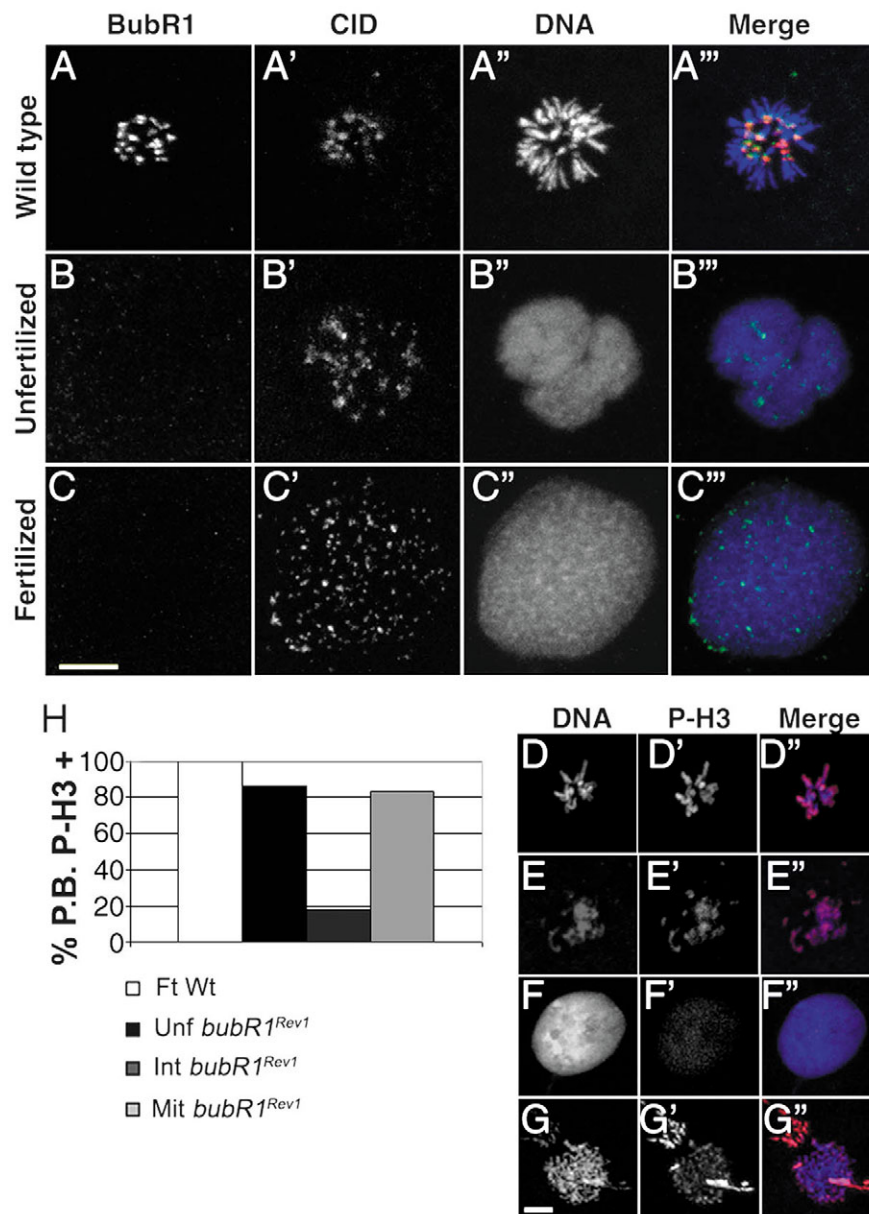 BubR1 CID DNA Merge
Wild type
A A' A" A'"
Unfertilized
B B' B" B'"
Fertilized
C C' C" C'"
H
% P.B. P-H3 +
100
80
60
40
20
0
Ft Wt
Unf bubR1Rev1
Int bubR1Rev1
Mit bubR1Rev1
DNA P-H3 Merge
D D' D"
E E' E"
F F' F"
G G' G"